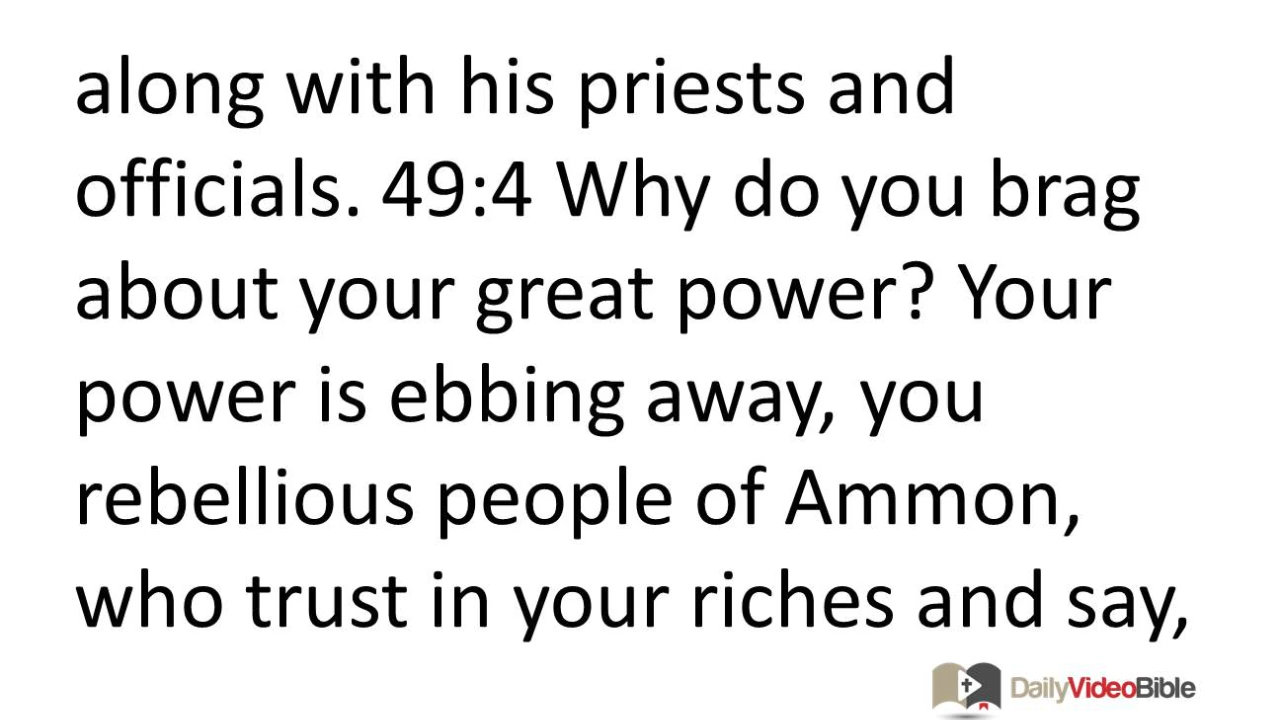 along with his priests and
officials. 49:4 Why do you brag
about your great power? Your
power is ebbing away, you
rebellious people of Ammon,
who trust in your riches and say,
DailyVideoBible